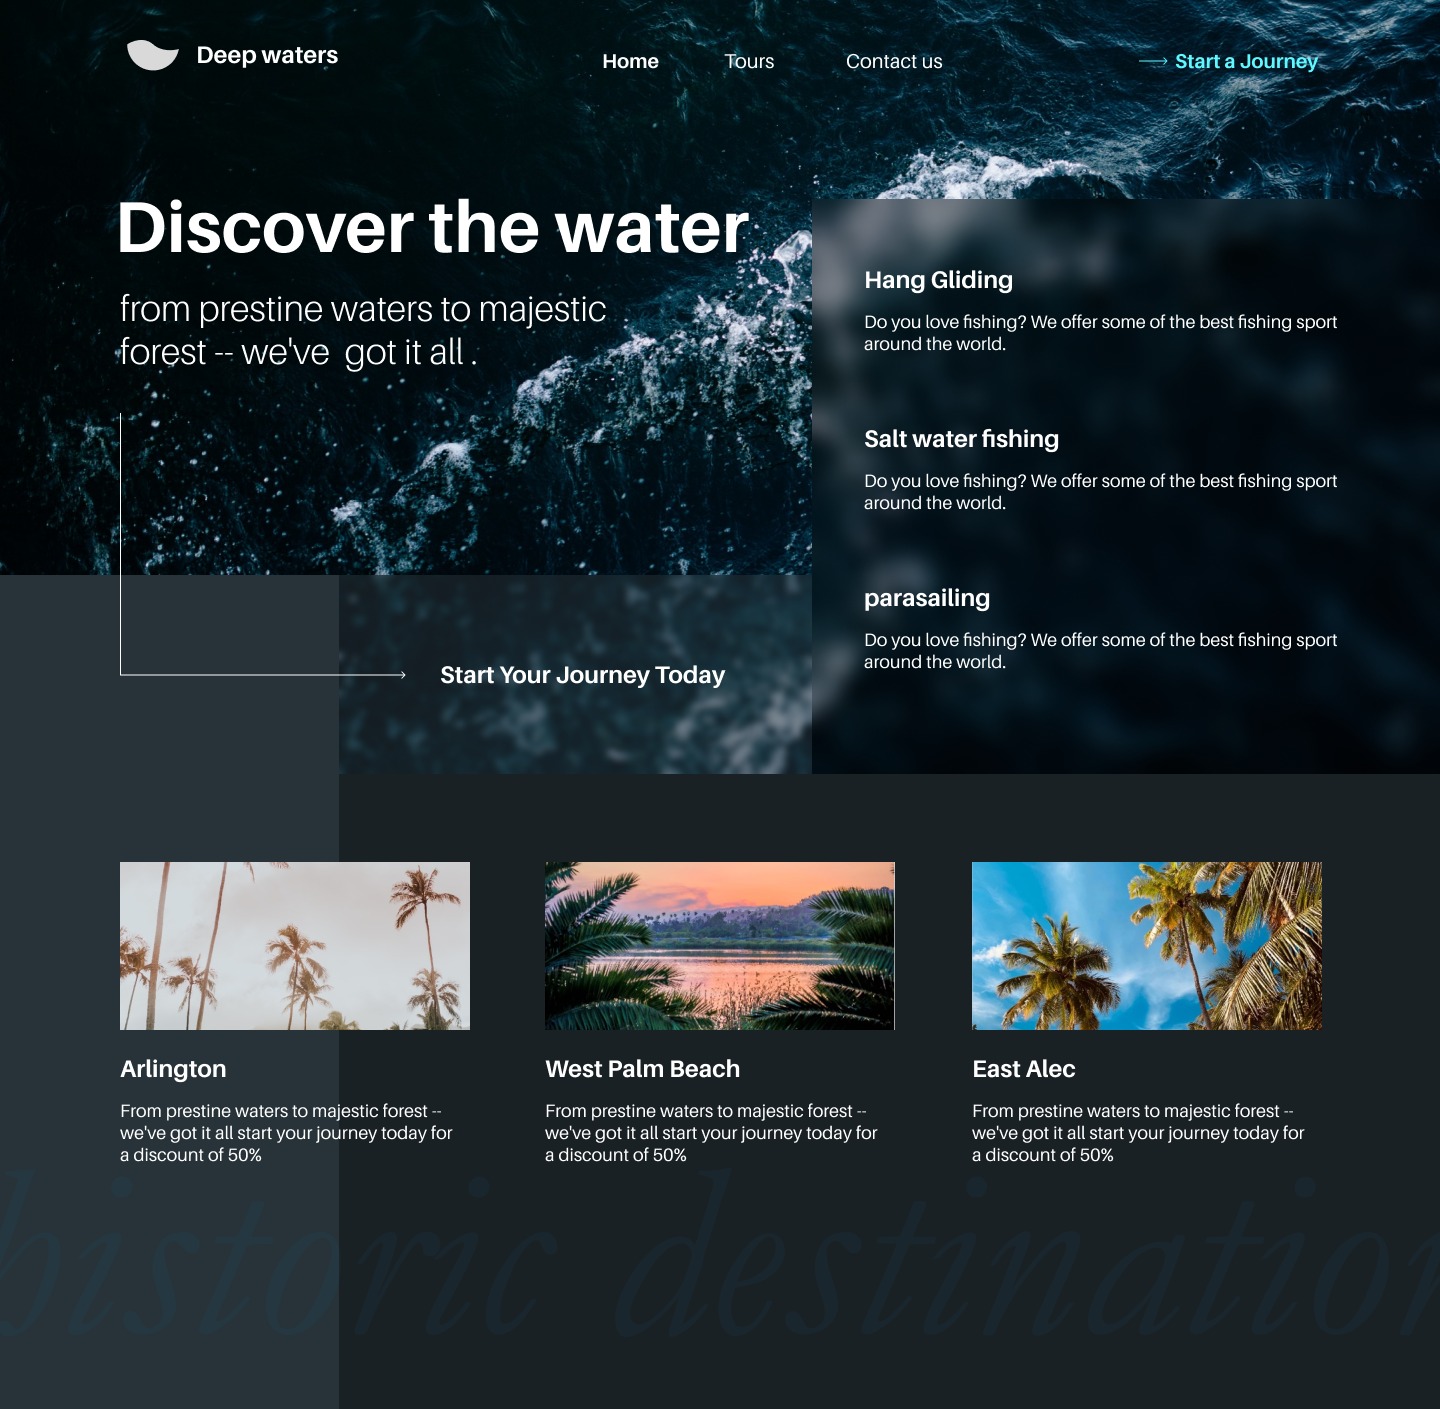 Deep waters
Home
Tours
Contact us
Start a Journey
Discover the water
from prestine waters to majestic
forest -- we've  got it all .
Start Your Journey Today
Hang Gliding
Do you love fishing? We offer some of the best fishing sport
around the world.
Salt water fishing
Do you love fishing? We offer some of the best fishing sport
around the world.
parasailing
Do you love fishing? We offer some of the best fishing sport
around the world.
Arlington
From prestine waters to majestic forest --
we've got it all start your journey today for
a discount of 50%
West Palm Beach
From prestine waters to majestic forest --
we've got it all start your journey today for
a discount of 50%
East Alec
From prestine waters to majestic forest --
we've got it all start your journey today for
a discount of 50%
historic destination